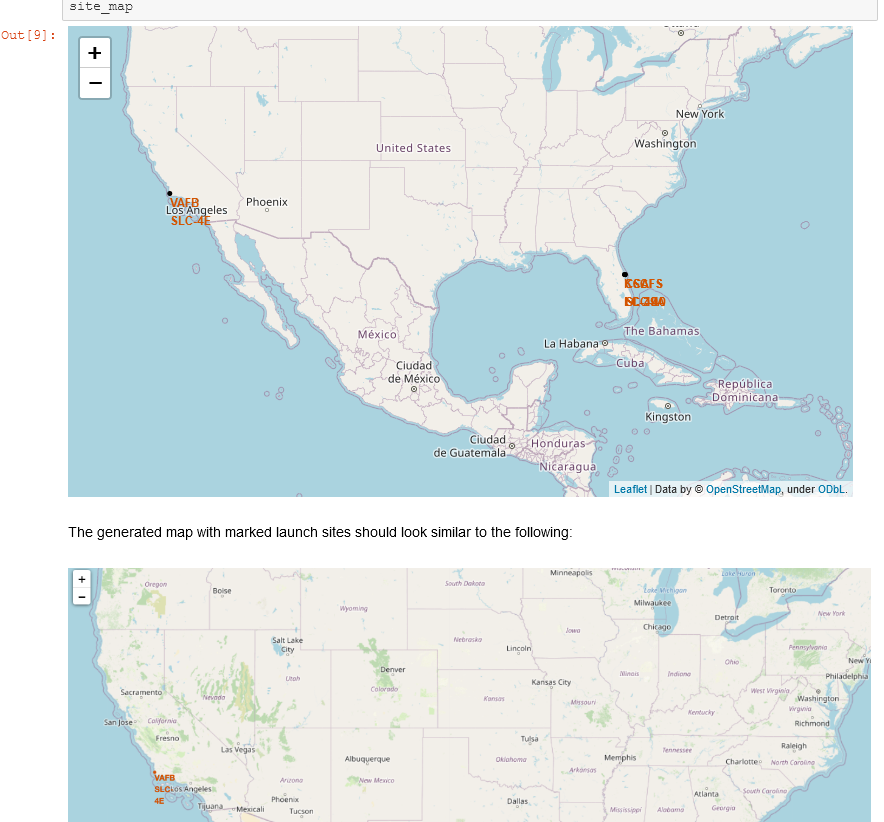 site_map
Out[9]:
+
−
New York
Washington
United States
Phoenix
VAFB
Los Angeles
SLC-4E
The Bahamas
La Habana
México
Cuba
Ciudad
de México
República
Dominicana
Kingston
Ciudad
de Guatemala
Honduras
Nicaragua
Leaflet | Data by © OpenStreetMap, under ODbL.
The generated map with marked launch sites should look similar to the following:
+
−
Minneapolis
Lake Huron
Oregon
Boise
South Dakota
Lake Michigan
Toronto
Wyoming
Milwaukee
Detroit
New York
Chicago
Iowa
Salt Lake
City
Nebraska
Lincoln
Pennsylvania
Ohio
Denver
Utah
Illinois
Indiana
Philadelphia
Kansas City
Colorado
Sacramento
Nevada
Kansas
Missouri
West Virginia
Washington
Kentucky
Virginia
San Jose
California
Richmond
Fresno
Tulsa
Las Vegas
Raleigh
Tennessee
Albuquerque
Oklahoma
Memphis
Charlotte
North Carolina
Arkansas
VAFB
Arizona
New Mexico
SLC-
Los Angeles
South Carolina
4E
Phoenix
Dallas
Atlanta
Tijuana
Mexicali
Tucson
Mississippi
Alabama
Georgia